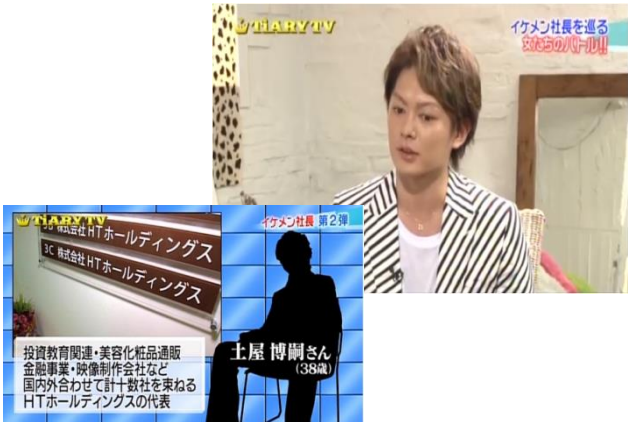 TiARY TV
イケメン社長を巡る
女たちのバトル!!
TiARY TV
イケメン社長 第2弾
株式会社HTホールディングス
3C 株式会社HTホールディングス
土屋 博嗣さん
(38歳)
投資教育関連・美容化粧品通販
金融事業・映像制作会社など
国内外合わせて計十数社を束ねる
HTホールディングスの代表